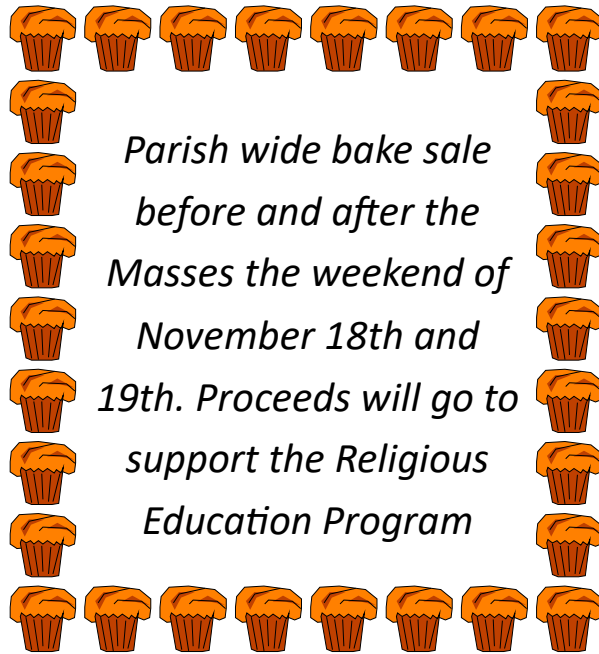 Parish wide bake sale
before and after the
Masses the weekend of
November 18th and
19th. Proceeds will go to
support the Religious
Education Program